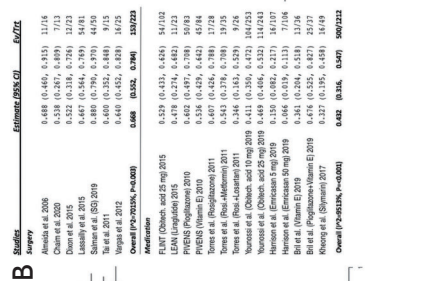 B
Studies Estimate (95% CI) Ev/Trt
Surgery
Almeida et al. 2006 0.688 (0.460, 0.915) 11/16
Chaim et al. 2020 0.538 (0.267, 0.809) 7/13
Dixon et al. 2015 0.522 (0.318, 0.726) 12/23
Lassailly et al. 2015 0.667 (0.564, 0.769) 54/81
Salman et al. (SG) 2019 0.880 (0.790, 0.970) 44/50
Tai et al. 2011 0.600 (0.352, 0.848) 9/15
Vargas et al. 2012 0.640 (0.452, 0.828) 16/25
Overall (I^2=7015%, P=0.003) 0.668 (0.552, 0.784) 153/223
Medication
FLINT (Obitech. acid 25 mg) 2015 0.529 (0.433, 0.626) 54/102
LEAN (Liraglutide) 2015 0.478 (0.274, 0.682) 11/23
PIVENS (Pioglitazone) 2010 0.602 (0.497, 0.708) 50/83
PIVENS (Vitamin E) 2010 0.536 (0.429, 0.642) 45/84
Torres et al. (Rosiglitazone) 2011 0.607 (0.426, 0.788) 17/28
Torres et al. (Rosi.+Metformin) 2011 0.543 (0.378, 0.708) 19/35
Torres et al. (Rosi.+Losartan) 2011 0.346 (0.163, 0.529) 9/26
Younossi et al. (Obitech. acid 10 mg) 2019 0.411 (0.350, 0.472) 104/253
Younossi et al. (Obitech. acid 25 mg) 2019 0.469 (0.406, 0.532) 114/243
Harrison et al. (Emricasan 5 mg) 2019 0.150 (0.082, 0.217) 16/107
Harrison et al. (Emricasan 50 mg) 2019 0.066 (0.019, 0.113) 7/106
Bril et al. (Vitamin E) 2019 0.361 (0.204, 0.518) 13/36
Bril et al. (Pioglitazone+Vitamin E) 2019 0.676 (0.525, 0.827) 25/37
Kheong et al. (Silymarin) 2017 0.327 (0.195, 0.458) 16/49
Overall (I^2=9513%, P<0.001) 0.432 (0.316, 0.547) 500/1212